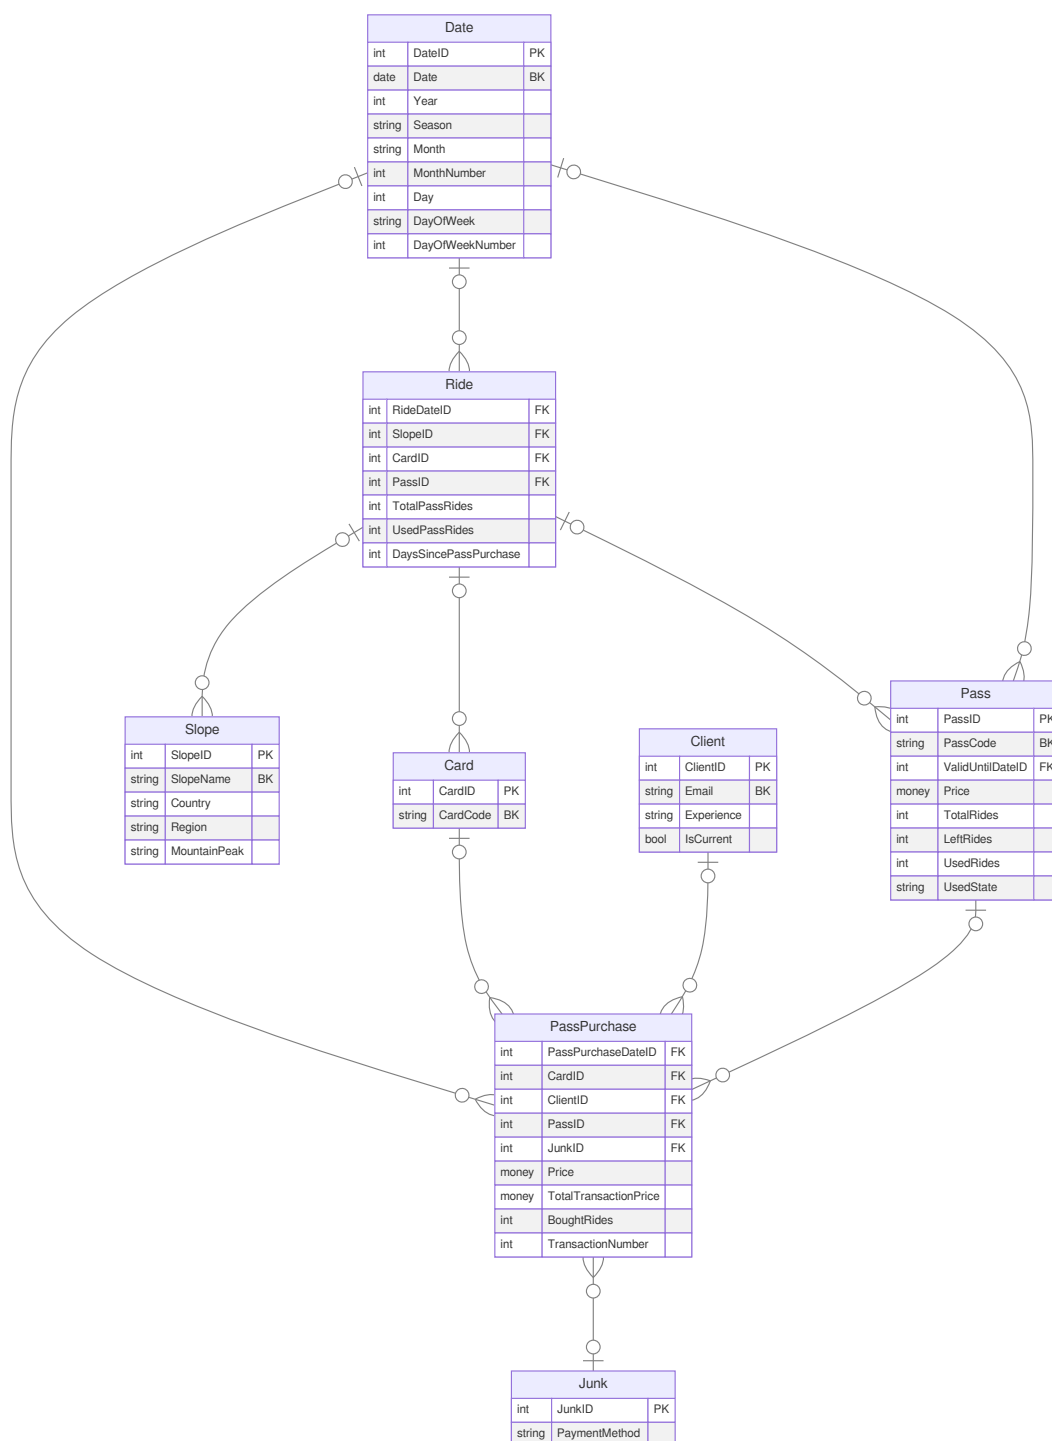 Date
int DateID PK
date Date BK
int Year
string Season
string Month
int MonthNumber
int Day
string DayOfWeek
int DayOfWeekNumber
Ride
int RideDateID FK
int SlopeID FK
int CardID FK
int PassID FK
int TotalPassRides
int UsedPassRides
int DaysSincePassPurchase
Slope
int SlopeID PK
string SlopeName BK
string Country
string Region
string MountainPeak
Card
int CardID PK
string CardCode BK
Client
int ClientID PK
string Email BK
string Experience
bool IsCurrent
Pass
int PassID PK
string PassCode BK
int ValidUntilDateID FK
money Price
int TotalRides
int LeftRides
int UsedRides
string UsedState
PassPurchase
int PassPurchaseDateID FK
int CardID FK
int ClientID FK
int PassID FK
int JunkID FK
money Price
money TotalTransactionPrice
int BoughtRides
int TransactionNumber
Junk
int JunkID PK
string PaymentMethod